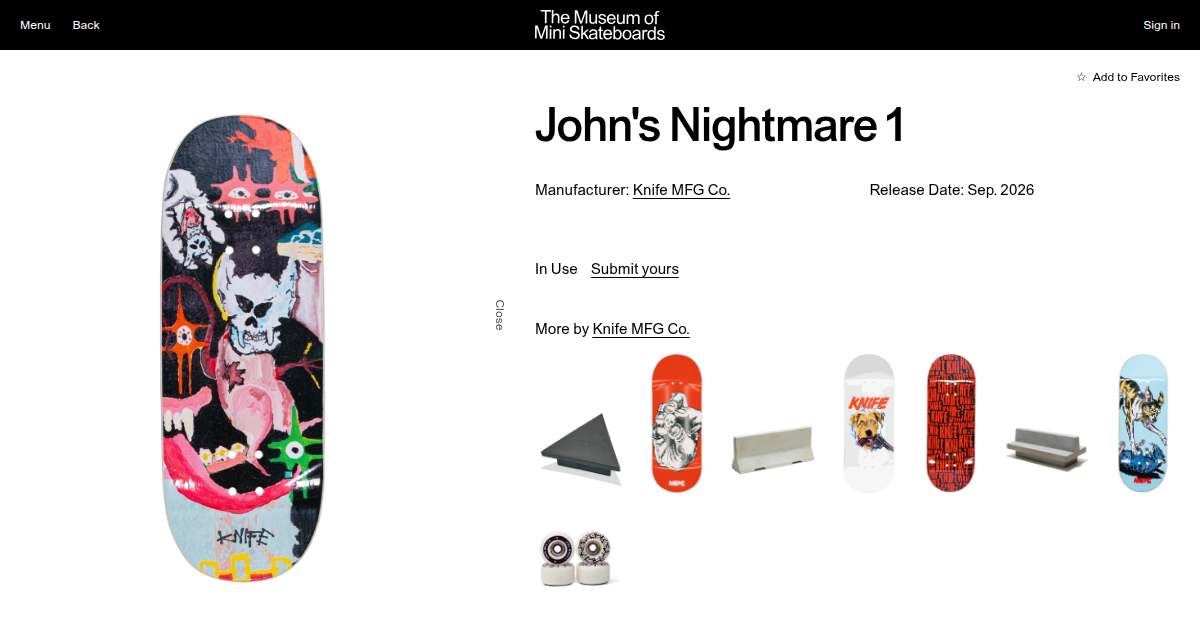 Menu
Back
The Museum of
Mini Skateboards
Sign in
☆ Add to Favorites
John's Nightmare 1
Manufacturer: Knife MFG Co.
Release Date: Sep. 2026
In Use
Submit yours
Close
More by Knife MFG Co.
KNIFE
KNIFE